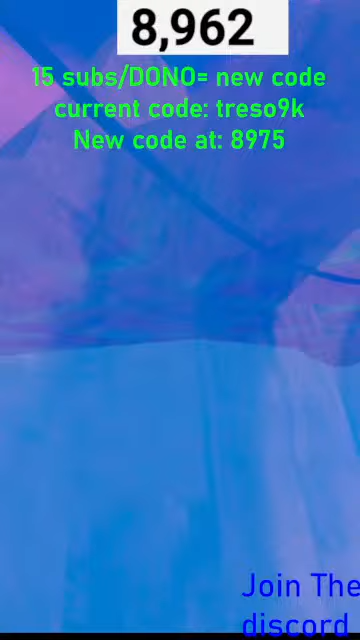 8,962
15 subs/DONO= new code
current code: treso9k
New code at: 8975
Join The
discord